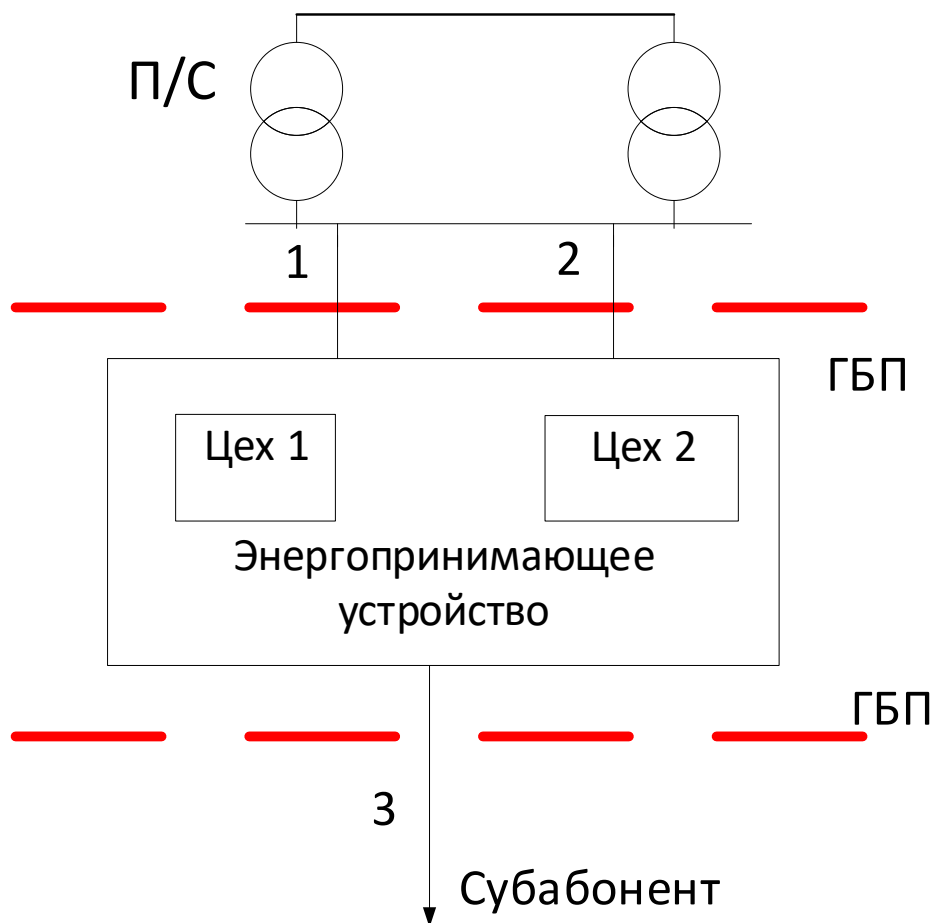 П/С
1
2
ГБП
Цех 1
Цех 2
Энергопринимающее
устройство
ГБП
3
Субабонент